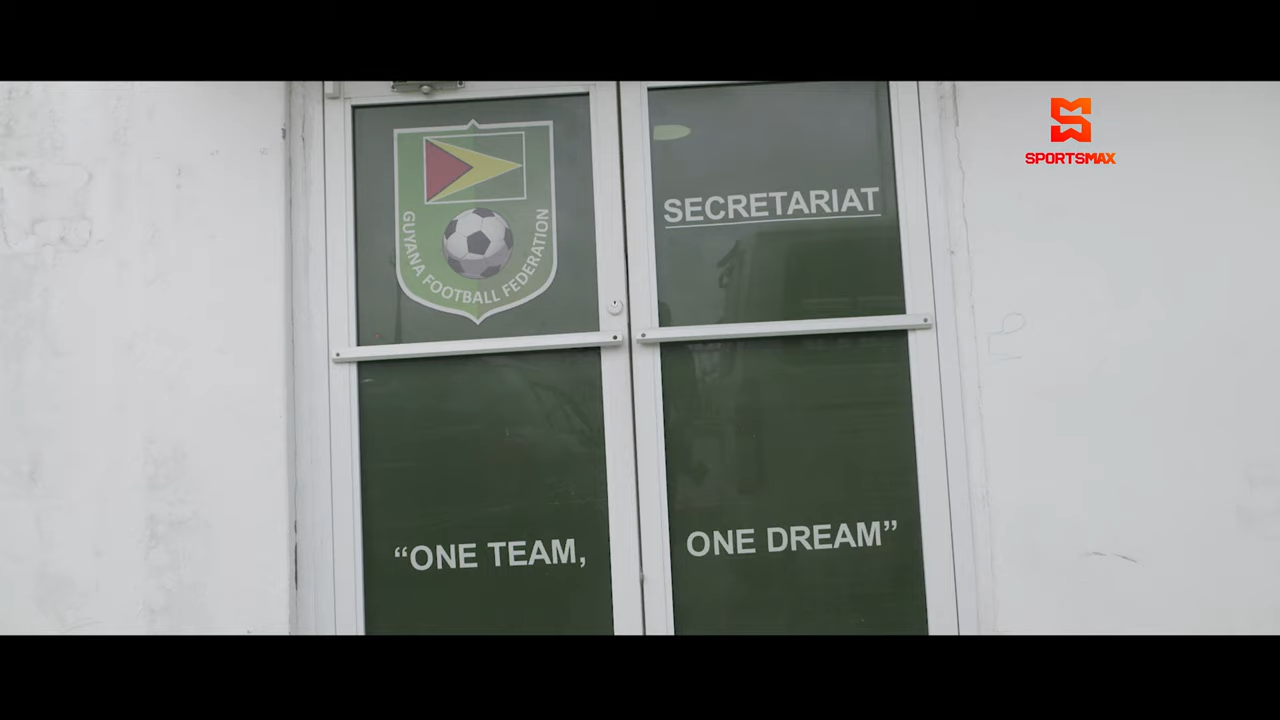 SPORTSMAX
GUYANA FOOTBALL FEDERATION
SECRETARIAT
“ONE TEAM, ONE DREAM”